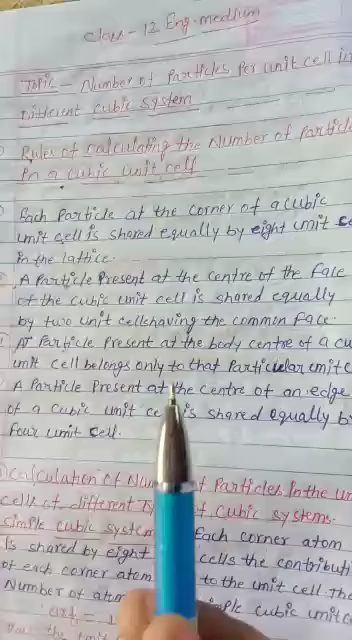 Class-12 Eng-medium
Topic - Number of Particles Per unit cell in
Different cubic system
Rules of calculating the Number of Particle
in a cubic unit cell
Each Particle at the corner of a cubic
unit cell is shared equally by eight unit
in the lattice.
A Particle Present at the centre of the face
of the cubic unit cell is shared equally
by two unit cell having the common face.
Particle Present at the body centre of a cu
unit cell belongs only to that Particular unit c
A Particle Present at the centre of an edge
of a cubic unit ce is shared equally by
four unit cell.
Calculation of Num of Particles in the un
cells of different of cubic systems.
simple cubic system Each corner atom
is shared by eight cells the contributi
of each corner atom to the unit cell. The
Number of atom simple cubic unit c